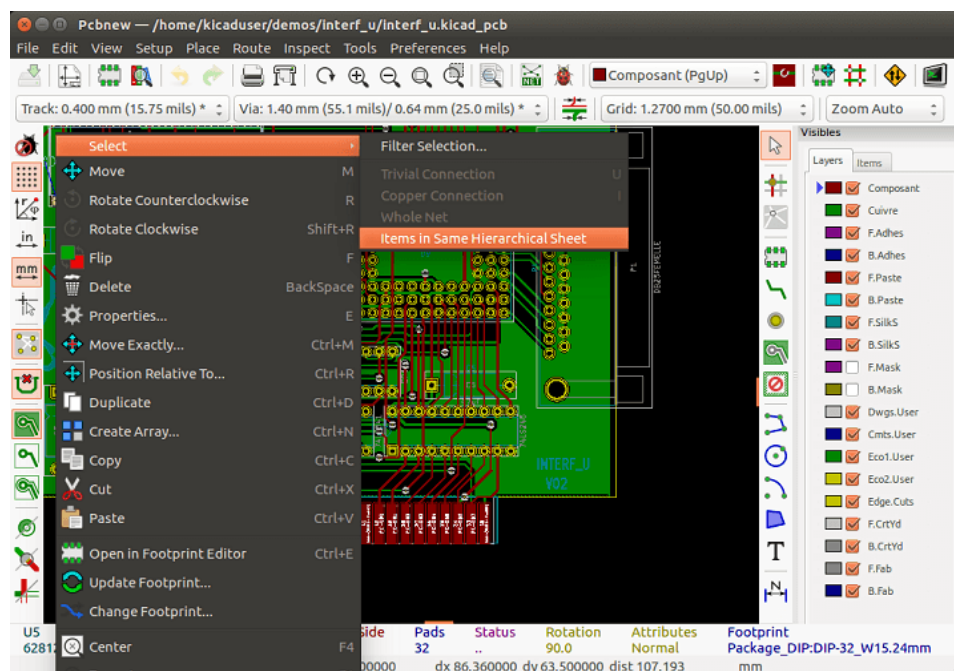 Pcbnew — /home/kicaduser/demos/interf_u/interf_u.kicad_pcb
File Edit View Setup Place Route Inspect Tools Preferences Help
NET
Composant (PgUp)
Track: 0.400 mm (15.75 mils) * Via: 1.40 mm (55.1 mils)/ 0.64 mm (25.0 mils) * Grid: 1.2700 mm (50.00 mils) Zoom Auto
Visibles
Layers Items
Select
Move M
Rotate Counterclockwise R
Rotate Clockwise Shift+R
Flip F
Delete BackSpace
Properties... E
Move Exactly... Ctrl+M
Position Relative To... Ctrl+R
Duplicate Ctrl+D
Create Array... Ctrl+N
Copy Ctrl+C
Cut Ctrl+X
Paste Ctrl+V
Open in Footprint Editor Ctrl+E
Update Footprint...
Change Footprint...
Center F4
Filter Selection...
Trivial Connection U
Copper Connection I
Whole Net
Items in Same Hierarchical Sheet
in
mm
P1
DB25FEMELLE
INTERF_U
V02
T
N
Composant
Cuivre
F.Adhes
B.Adhes
F.Paste
B.Paste
F.SilkS
B.SilkS
F.Mask
B.Mask
Dwgs.User
Cmts.User
Eco1.User
Eco2.User
Edge.Cuts
F.CrtYd
B.CrtYd
F.Fab
B.Fab
U5 Side Pads Status Rotation Attributes Footprint
6281 32 .. 90.0 Normal Package_DIP:DIP-32_W15.24mm
00000 dx 86.360000 dy 63.500000 dist 107.193 mm